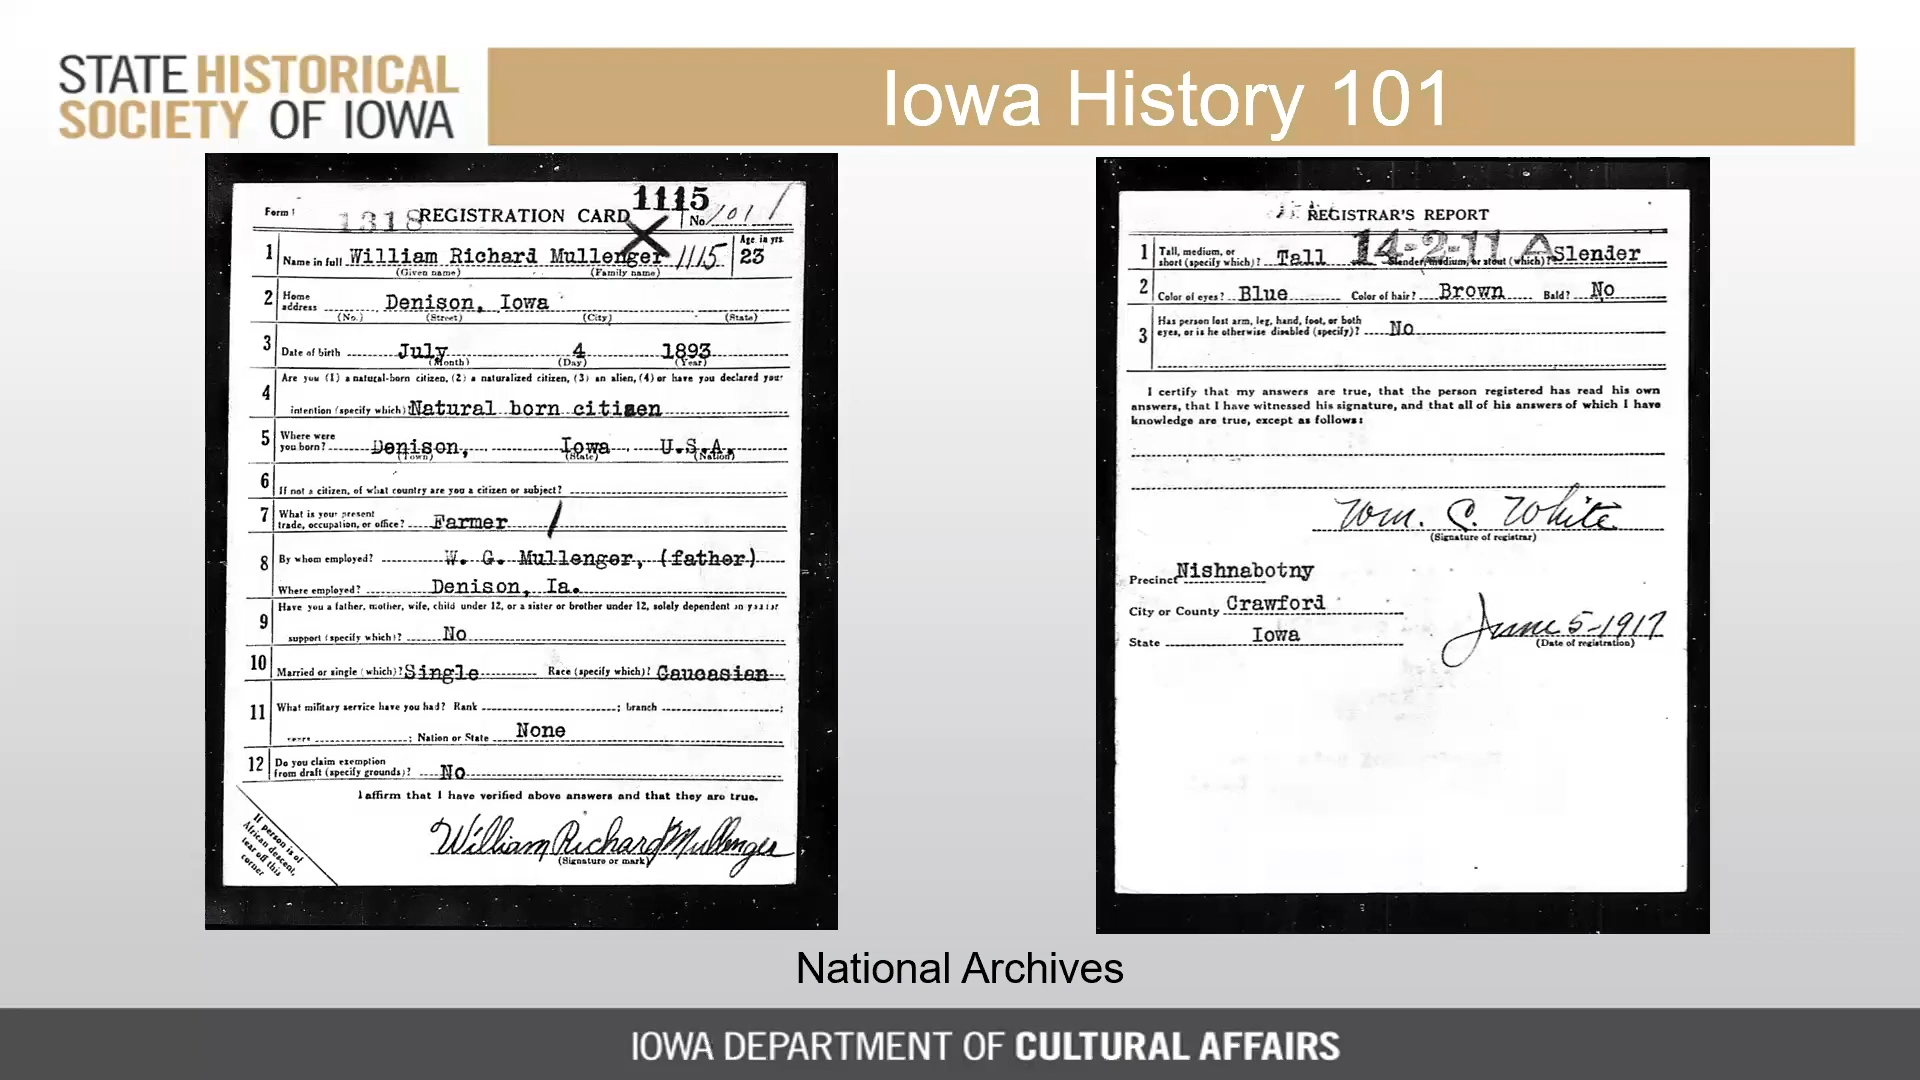 STATE HISTORICAL
SOCIETY OF IOWA
Iowa History 101
1115
Form 1 1318 REGISTRATION CARD No. 101
1 Name in full William Richard Mullenger 1115 Age, in yrs. 23
(Given name) (Family name)
2 Home address Denison, Iowa
(No.) (Street) (City) (State)
3 Date of birth July 4 1893
(Month) (Day) (Year)
4 Are you (1) a natural-born citizen, (2) a naturalized citizen, (3) an alien, (4) or have you declared your
intention (specify which)? Natural born citizen
5 Where were you born? Denison, Iowa U.S.A.
(Town) (State) (Nation)
6 If not a citizen, of what country are you a citizen or subject?
7 What is your present trade, occupation, or office? Farmer
8 By whom employed? W. G. Mullenger, (father)
Where employed? Denison, Ia.
9 Have you a father, mother, wife, child under 12, or a sister or brother under 12, solely dependent on you for
support (specify which)? No
10 Married or single (which)? Single Race (specify which)? Caucasian
11 What military service have you had? Rank ; branch ;
years ; Nation or State None
12 Do you claim exemption from draft (specify grounds)? No
I affirm that I have verified above answers and that they are true.
William Richard Mullenger
(Signature or mark)
If person is of
African descent,
tear off this
corner
REGISTRAR'S REPORT
14-2-11 A
1 Tall, medium, or short (specify which)? Tall Slender, medium, or stout (which)? Slender
2 Color of eyes? Blue Color of hair? Brown Bald? No
3 Has person lost arm, leg, hand, foot, or both
eyes, or is he otherwise disabled (specify)? No
I certify that my answers are true, that the person registered has read his own
answers, that I have witnessed his signature, and that all of his answers of which I have
knowledge are true, except as follows:
Wm. C. White
(Signature of registrar)
Precinct Nishnabotny
City or County Crawford
State Iowa
June 5-1917
(Date of registration)
National Archives
IOWA DEPARTMENT OF CULTURAL AFFAIRS